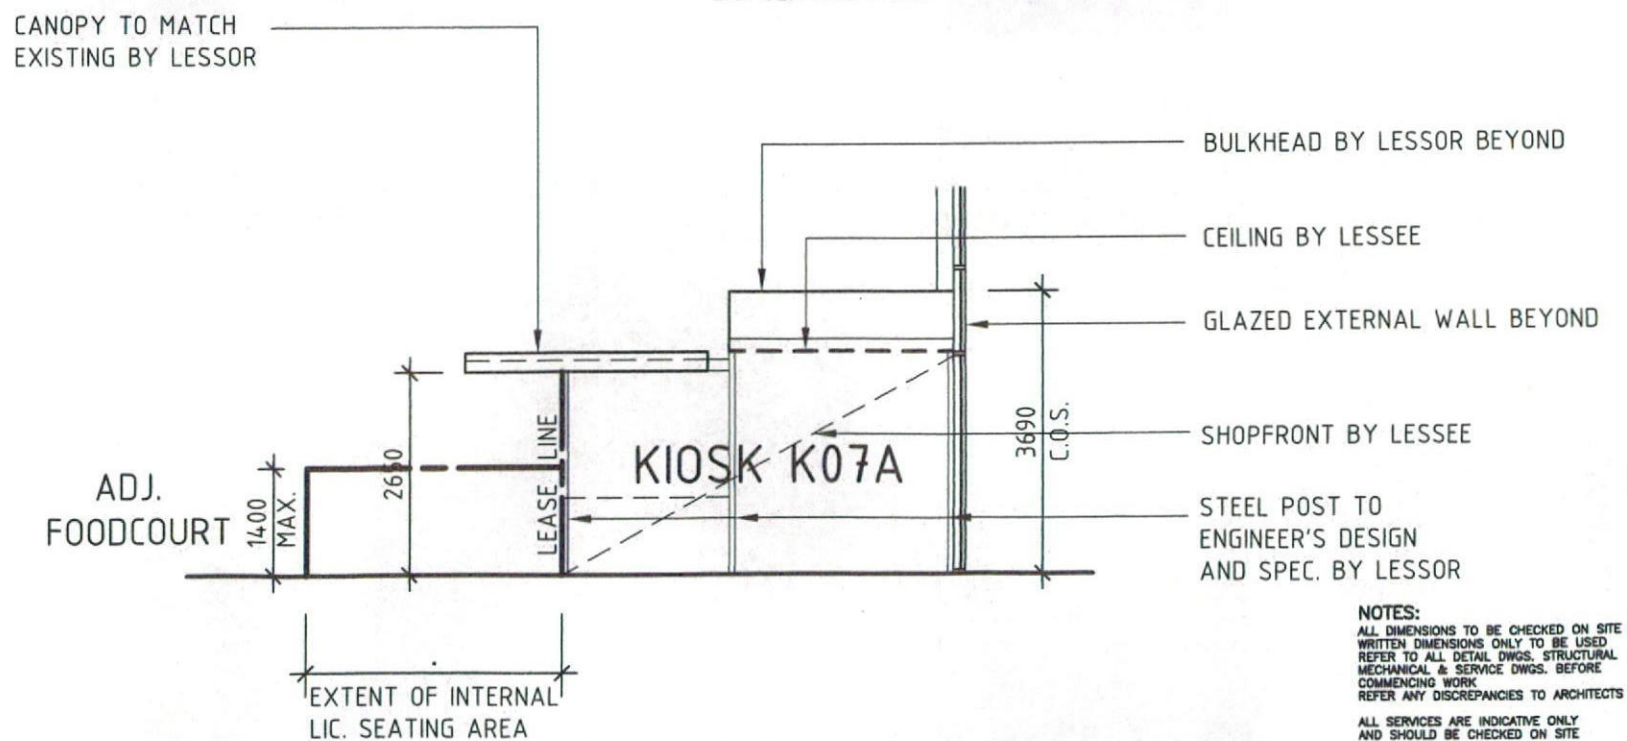 CANOPY TO MATCH
EXISTING BY LESSOR
BULKHEAD BY LESSOR BEYOND
CEILING BY LESSEE
GLAZED EXTERNAL WALL BEYOND
SHOPFRONT BY LESSEE
STEEL POST TO
ENGINEER'S DESIGN
AND SPEC. BY LESSOR
3690
C.O.S.
KIOSK K07A
LEASE LINE
ADJ.
FOODCOURT
1400
MAX.
EXTENT OF INTERNAL
LIC. SEATING AREA
NOTES:
ALL DIMENSIONS TO BE CHECKED ON SITE
WRITTEN DIMENSIONS ONLY TO BE USED
REFER TO ALL DETAIL DWGS. STRUCTURAL
MECHANICAL & SERVICE DWGS. BEFORE
COMMENCING WORK
REFER ANY DISCREPANCIES TO ARCHITECTS
ALL SERVICES ARE INDICATIVE ONLY
AND SHOULD BE CHECKED ON SITE